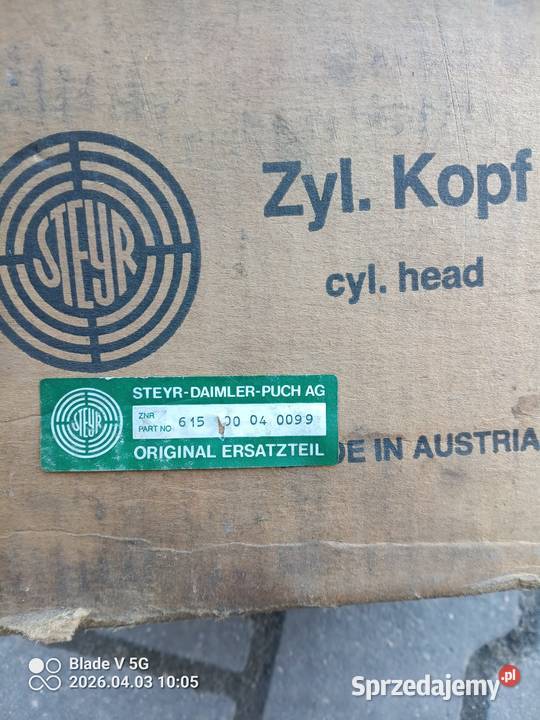 STEYR
Zyl. Kopf
cyl. head
STEYR
STEYR-DAIMLER-PUCH AG
ZNR
PART NO 615 00 04 0099
ORIGINAL ERSATZTEIL
DE IN AUSTRIA
Blade V 5G
2026.04.03 10:05
Sprzedajemy.pl